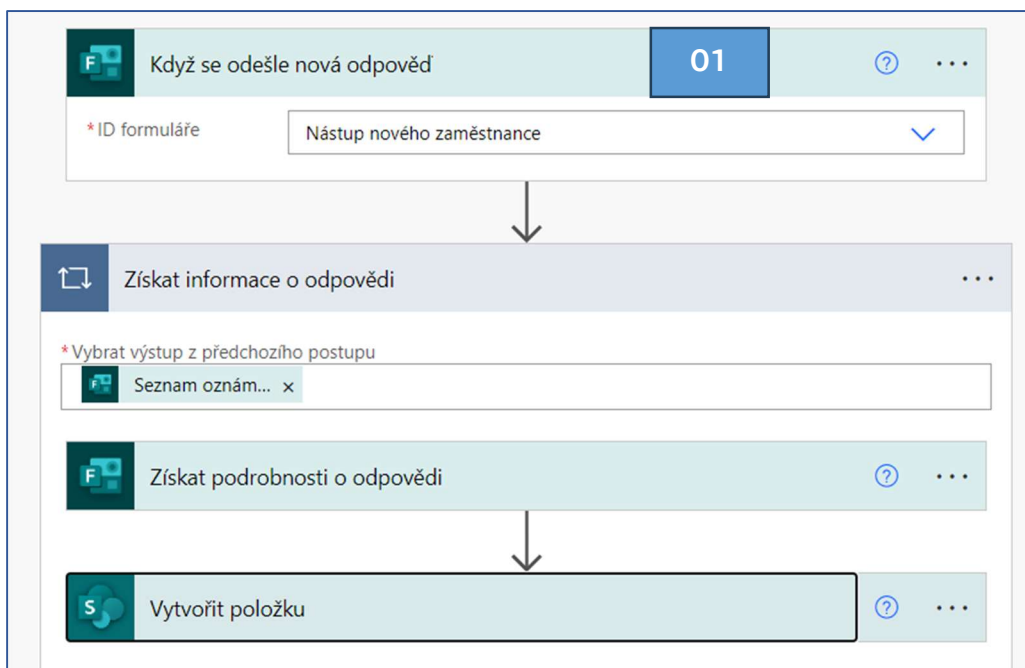 Když se odešle nová odpověď
01
*ID formuláře
Nástup nového zaměstnance
Získat informace o odpovědi
*Vybrat výstup z předchozího postupu
Seznam oznám... ×
Získat podrobnosti o odpovědi
Vytvořit položku